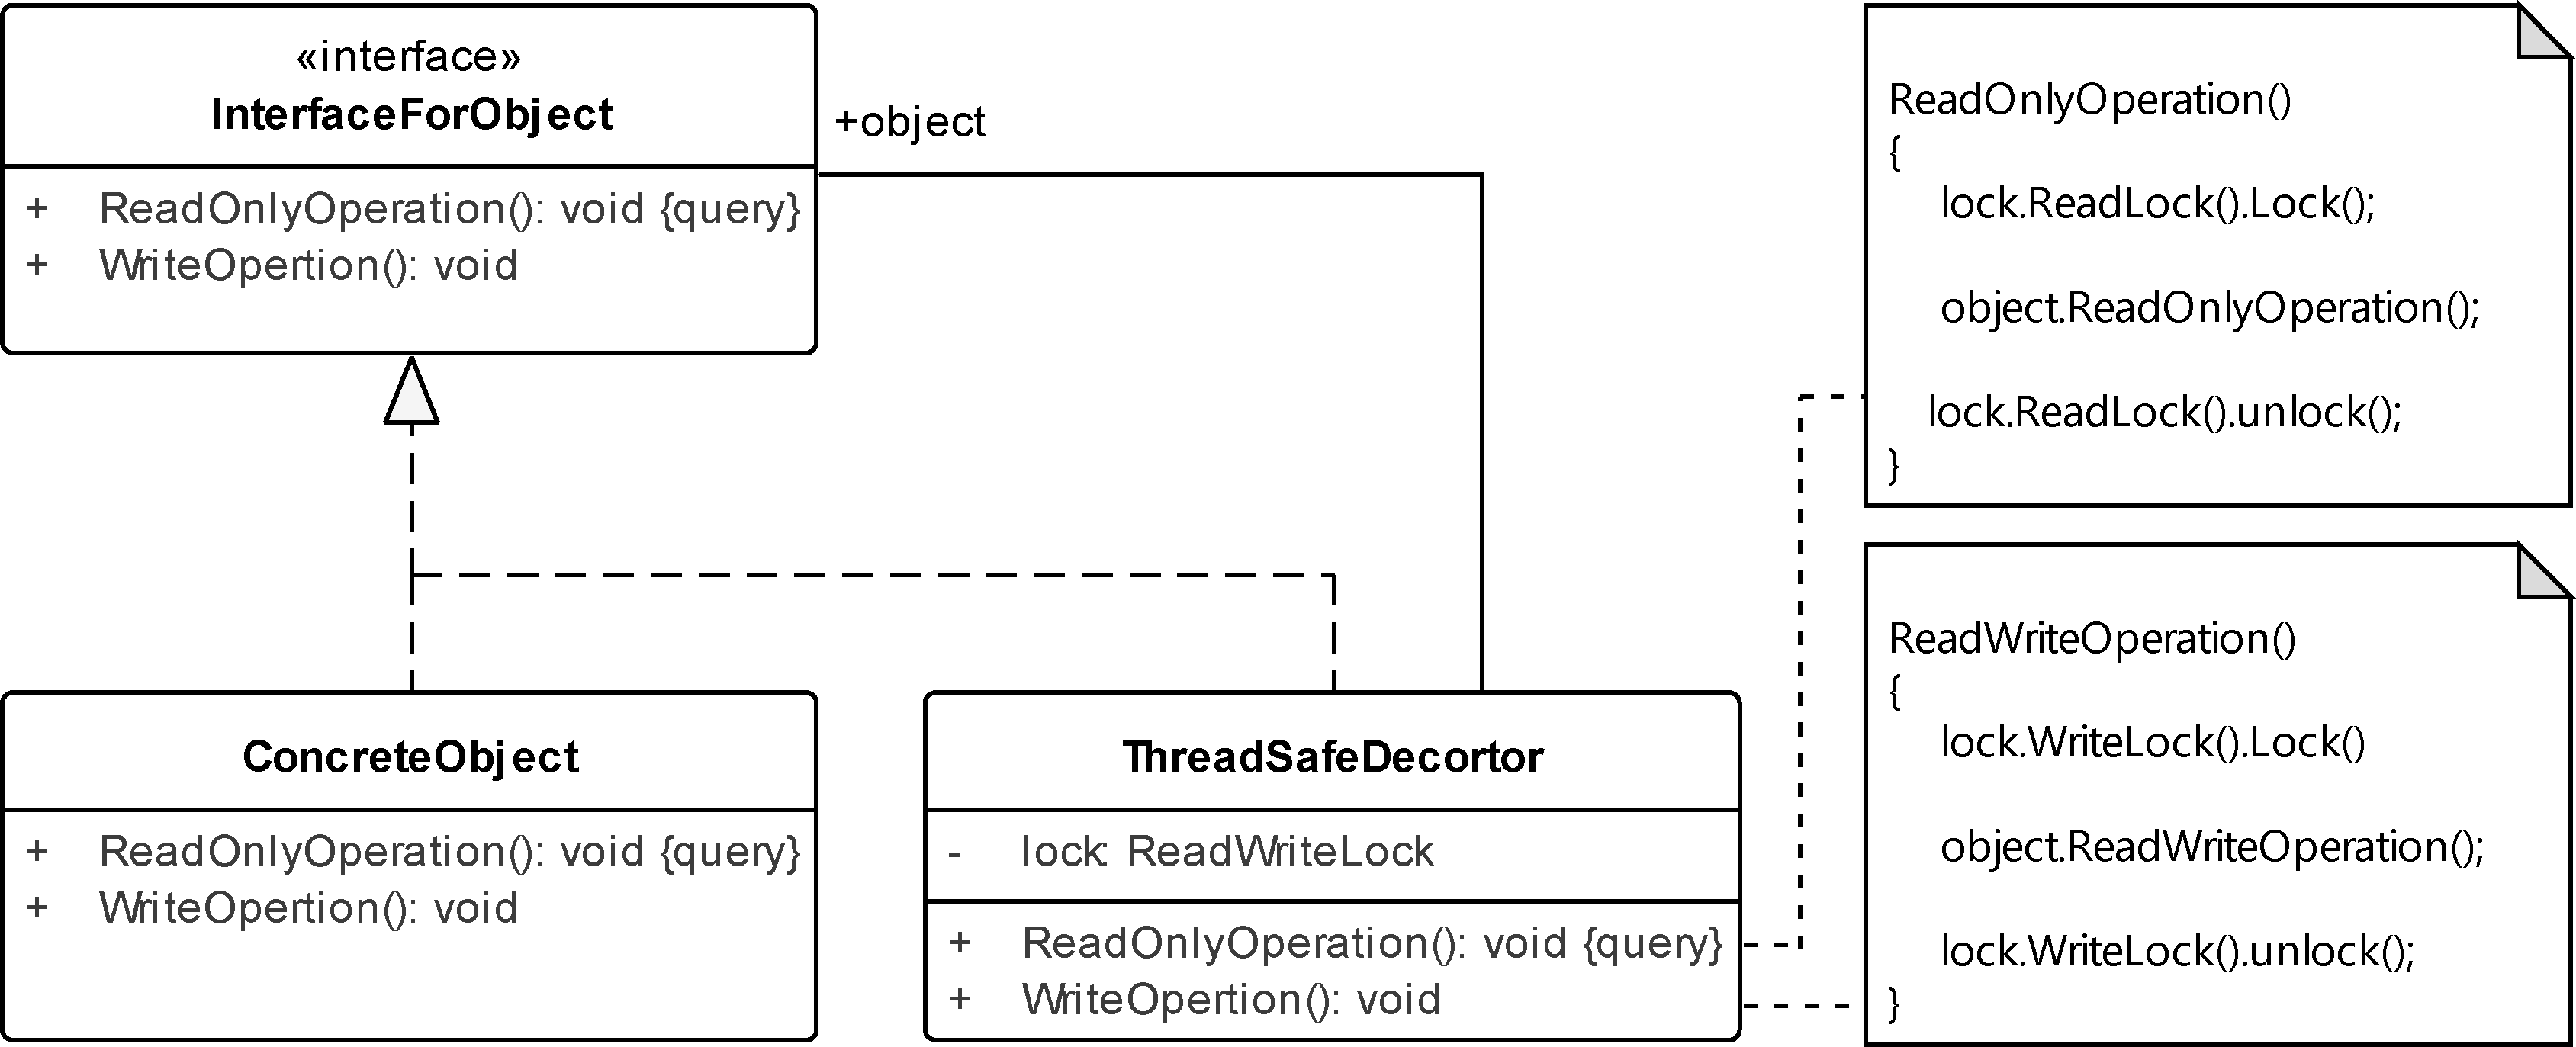 «interface»
InterfaceForObject
+ ReadOnlyOperation(): void {query}
+ WriteOpertion(): void
+object
ConcreteObject
+ ReadOnlyOperation(): void {query}
+ WriteOpertion(): void
ThreadSafeDecortor
- lock: ReadWriteLock
+ ReadOnlyOperation(): void {query}
+ WriteOpertion(): void
ReadOnlyOperation()
{
lock.ReadLock().Lock();
object.ReadOnlyOperation();
lock.ReadLock().unlock();
}
ReadWriteOperation()
{
lock.WriteLock().Lock()
object.ReadWriteOperation();
lock.WriteLock().unlock();
}